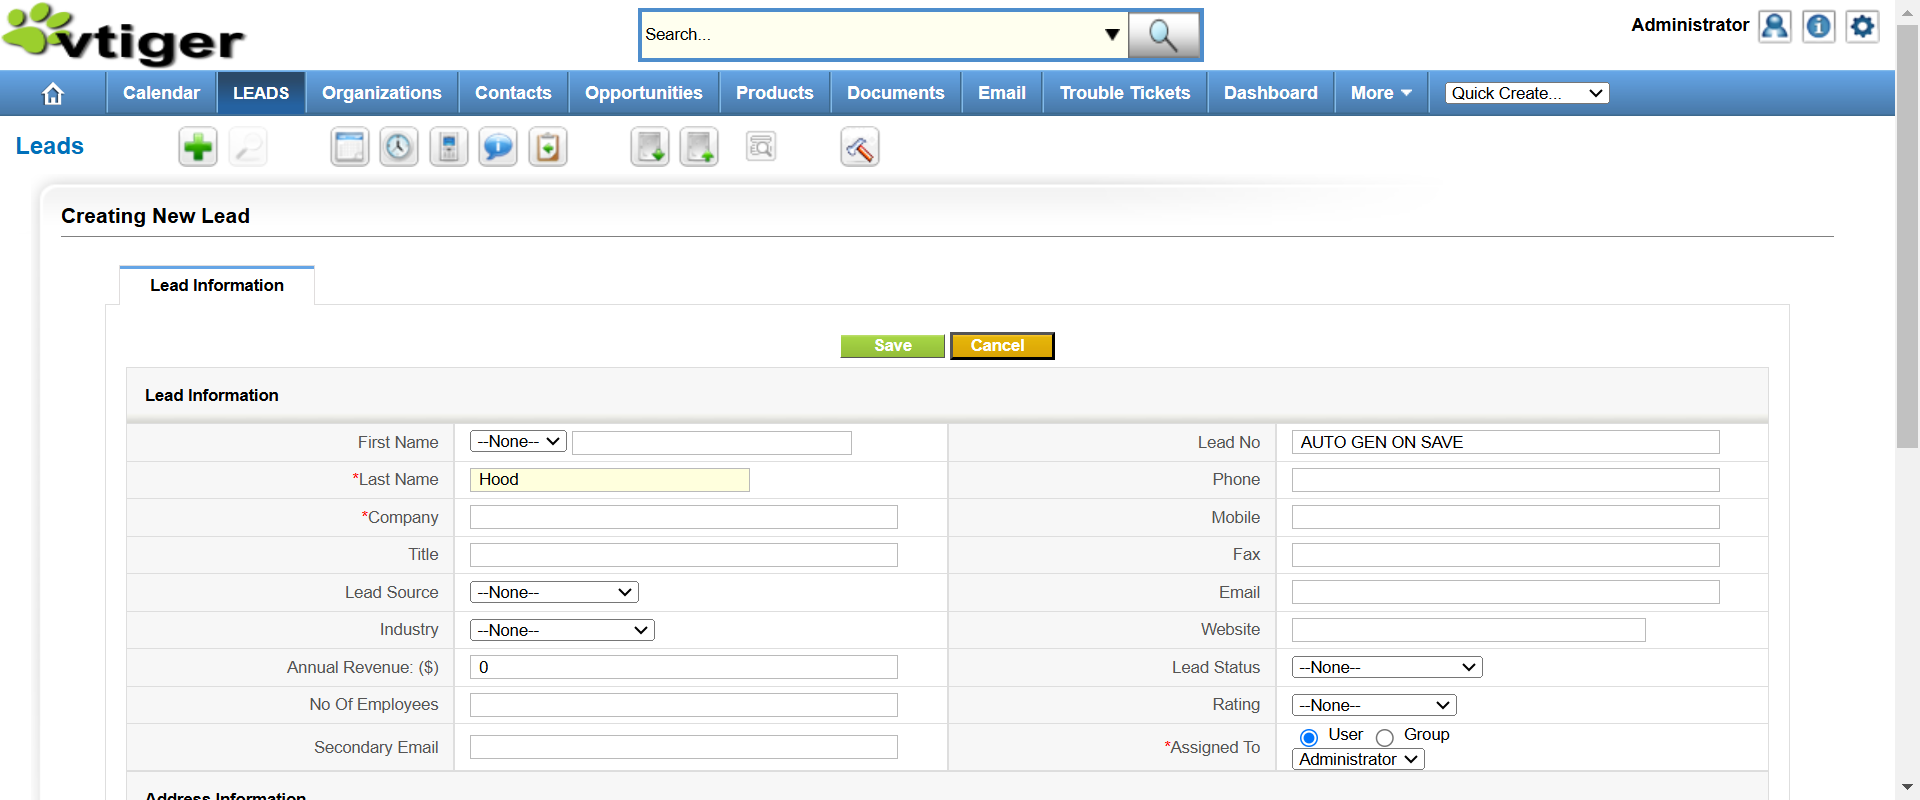 vtiger
Search...
Administrator
Calendar
LEADS
Organizations
Contacts
Opportunities
Products
Documents
Email
Trouble Tickets
Dashboard
More
Quick Create...
Leads
Creating New Lead
Lead Information
Save
Cancel
Lead Information
First Name
--None--
Lead No
AUTO GEN ON SAVE
*Last Name
Hood
Phone
*Company
Mobile
Title
Fax
Lead Source
--None--
Email
Industry
--None--
Website
Annual Revenue: ($)
0
Lead Status
--None--
No Of Employees
Rating
--None--
Secondary Email
*Assigned To
User
Group
Administrator
Address Information